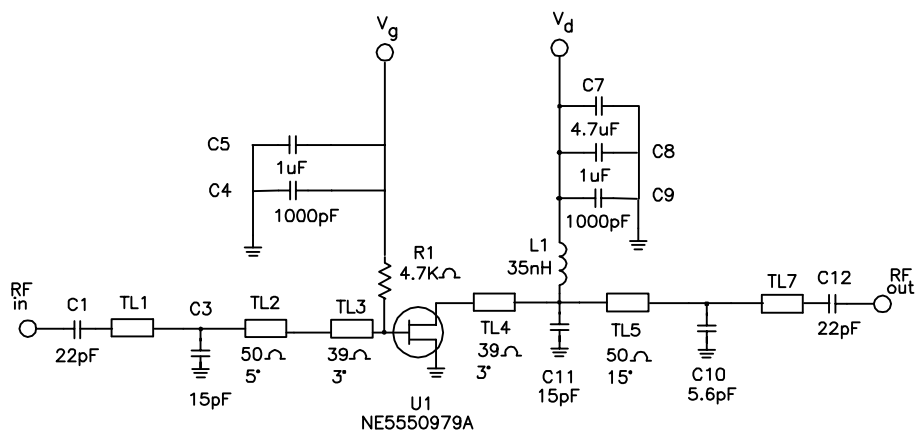 Vg
Vd
C7
4.7uF
C5
1uF
C8
1uF
C4
1000pF
C9
1000pF
R1
4.7KΩ
L1
35nH
RF
in
C1
22pF
TL1
C3
15pF
TL2
50Ω
5°
TL3
39Ω
3°
U1
NE5550979A
TL4
39Ω
3°
C11
15pF
TL5
50Ω
15°
C10
5.6pF
TL7
C12
22pF
RF
out